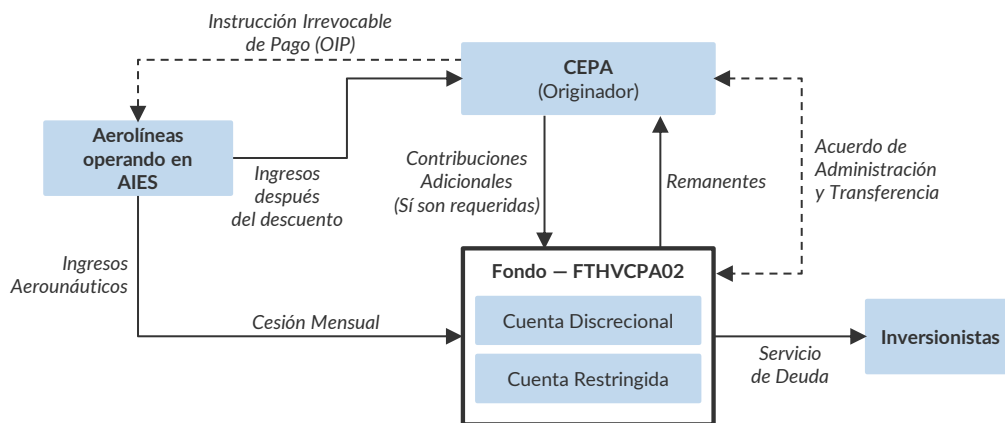 Instrucción Irrevocable
de Pago (OIP)
CEPA
(Originador)
Aerolíneas
operando en
AIES
Ingresos
después
del descuento
Contribuciones
Adicionales
(Sí son requeridas)
Remanentes
Acuerdo de
Administración
y Transferencia
Ingresos
Aerounáuticos
Cesión Mensual
Fondo — FTHVCPA02
Cuenta Discrecional
Cuenta Restringida
Servicio
de Deuda
Inversionistas